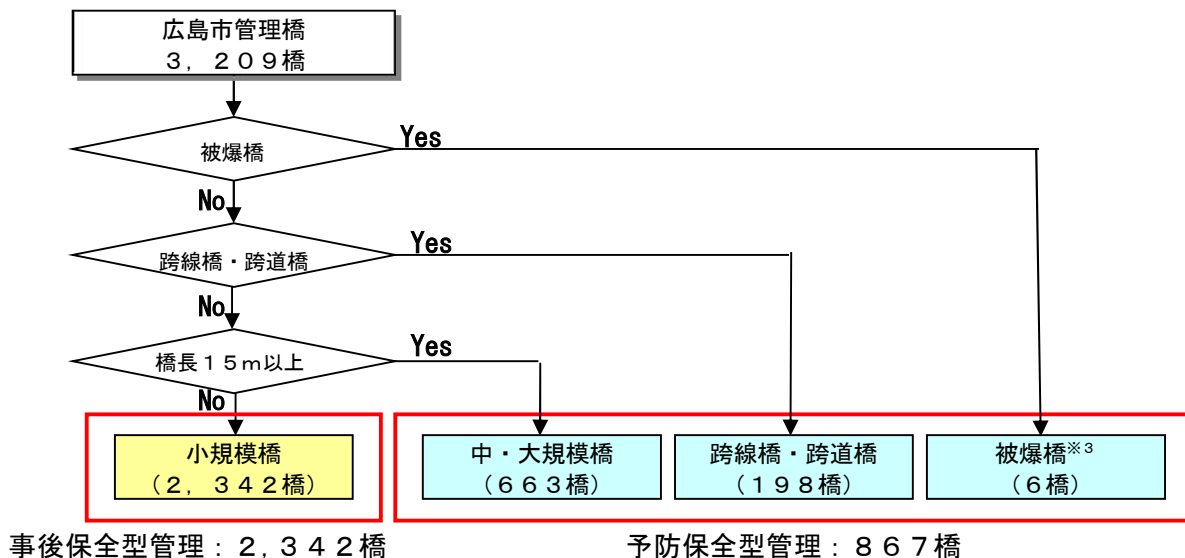 広島市管理橋
３，２０９橋
被爆橋
Yes
No
跨線橋・跨道橋
Yes
No
橋長１５ｍ以上
Yes
No
小規模橋
（２，３４２橋）
中・大規模橋
（６６３橋）
跨線橋・跨道橋
（１９８橋）
被爆橋※3
（6橋）
事後保全型管理：２,３４２橋
予防保全型管理：８６７橋